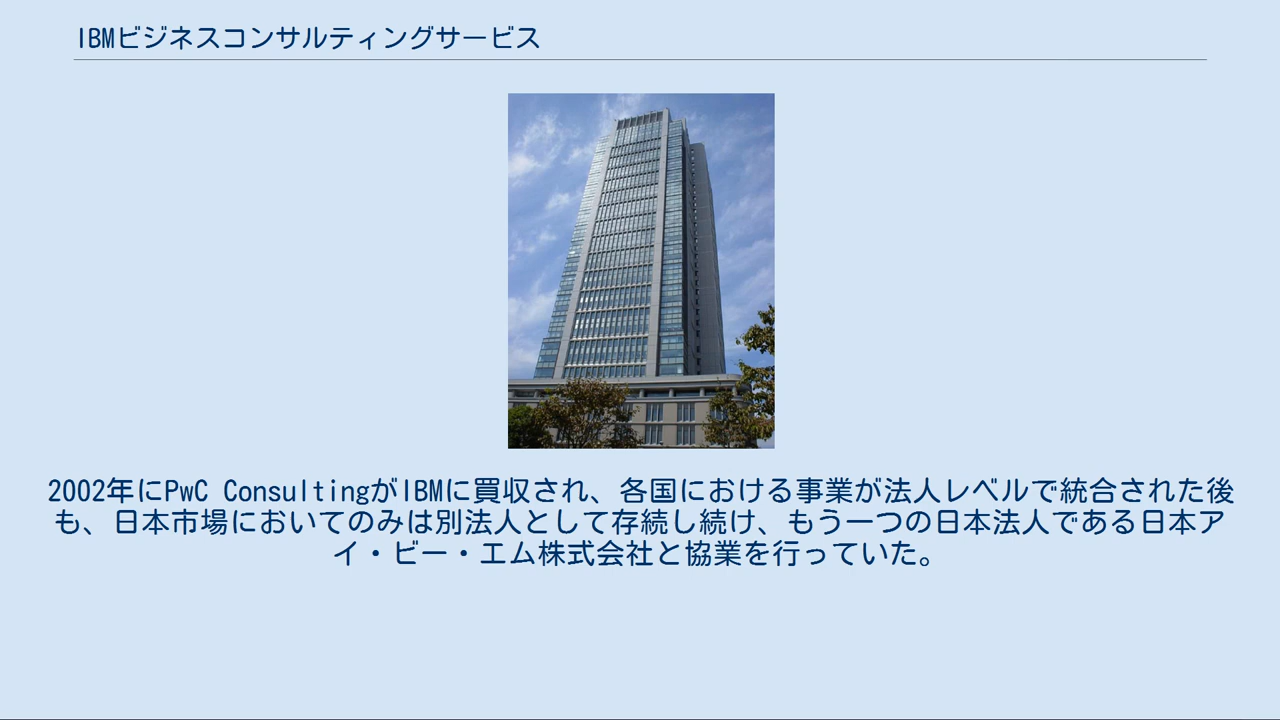 IBMビジネスコンサルティングサービス
2002年にPwC ConsultingがIBMに買収され、各国における事業が法人レベルで統合された後
も、日本市場においてのみは別法人として存続し続け、もう一つの日本法人である日本ア
イ・ビー・エム株式会社と協業を行っていた。